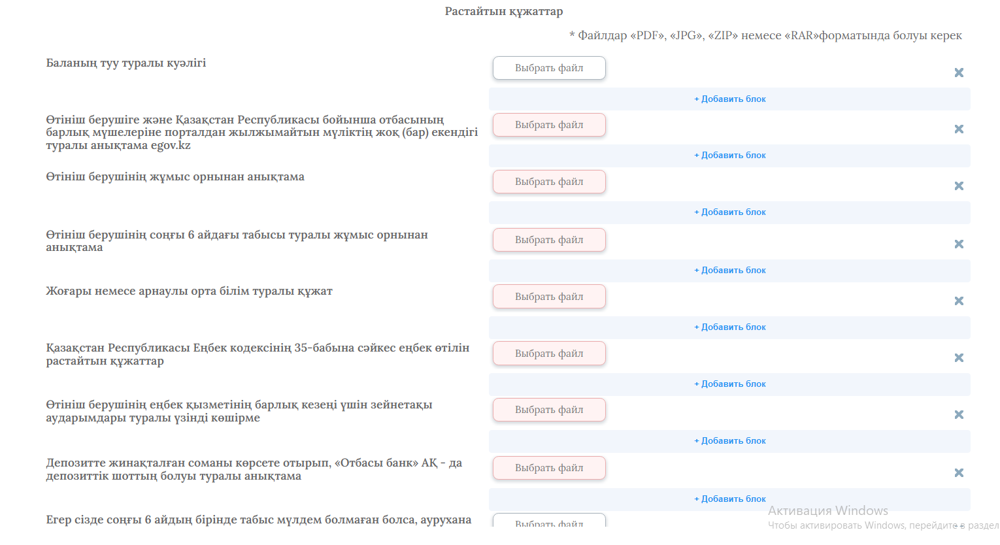 Растайтын құжаттар
* Файлдар «PDF», «JPG», «ZIP» немесе «RAR»форматында болуы керек
Баланың туу туралы куәлігі
Выбрать файл
+ Добавить блок
Өтініш берушіге және Қазақстан Республикасы бойынша отбасының
барлық мүшелеріне порталдан жылжымайтын мүліктің жоқ (бар) екендігі
туралы анықтама egov.kz
Выбрать файл
+ Добавить блок
Өтініш берушінің жұмыс орнынан анықтама
Выбрать файл
+ Добавить блок
Өтініш берушінің соңғы 6 айдағы табысы туралы жұмыс орнынан
анықтама
Выбрать файл
+ Добавить блок
Жоғары немесе арнаулы орта білім туралы құжат
Выбрать файл
+ Добавить блок
Қазақстан Республикасы Еңбек кодексінің 35-бабына сәйкес еңбек өтілін
растайтын құжаттар
Выбрать файл
+ Добавить блок
Өтініш берушінің еңбек қызметінің барлық кезеңі үшін зейнетақы
аударымдары туралы үзінді көшірме
Выбрать файл
+ Добавить блок
Депозитте жинақталған соманы көрсете отырып, «Отбасы банк» АҚ - да
депозиттік шоттың болуы туралы анықтама
Выбрать файл
+ Добавить блок
Егер сізде соңғы 6 айдың бірінде табыс мүлдем болмаған болса, аурухана
Выбрать файл
Активация Windows
Чтобы активировать Windows, перейдите в раздел